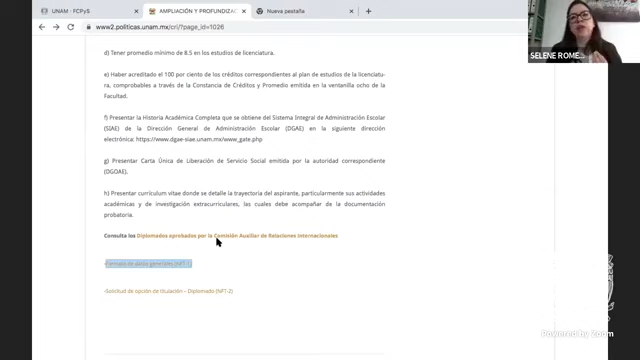 UNAM : FCPyS
AMPLIACIÓN Y PROFUNDIZAC
Nueva pestaña
www2.politicas.unam.mx/cri/?page_id=1026
SELENE ROME
d) Tener promedio mínimo de 8.5 en los estudios de licenciatura.
e) Haber acreditado el 100 por ciento de los créditos correspondientes al plan de estudios de la licenciatu-
ra, comprobables a través de la Constancia de Créditos y Promedio emitida en la ventanilla ocho de la
Facultad.
f) Presentar la Historia Académica Completa que se obtiene del Sistema Integral de Administración Escolar
(SIAE) de la Dirección General de Administración Escolar (DGAE) en la siguiente dirección
electrónica: https://www.dgae-siae.unam.mx/www_gate.php
g) Presentar Carta Única de Liberación de Servicio Social emitida por la autoridad correspondiente
(DGOAE).
h) Presentar currículum vitae donde se detalle la trayectoria del aspirante, particularmente sus actividades
académicas y de investigación extracurriculares, las cuales debe acompañar de la documentación
probatoria.
Consulta los Diplomados aprobados por la Comisión Auxiliar de Relaciones Internacionales
-Formato de datos generales (NFT-1)
-Solicitud de opción de titulación – Diplomado (NFT-2)
Powered by Zoom